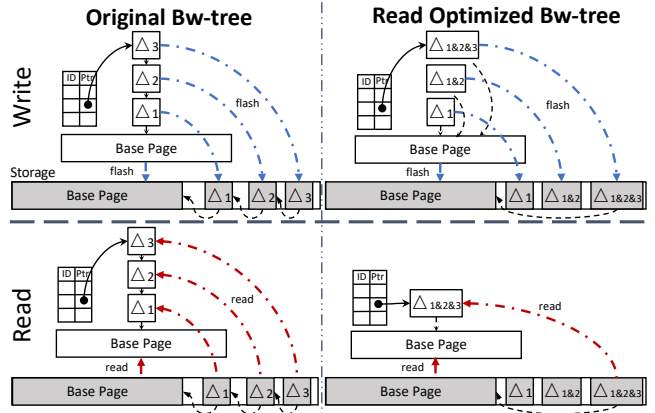 Original Bw-tree
Read Optimized Bw-tree
Write
ID Ptr
△3
△2
△1
flash
Base Page
flash
Storage
Base Page
△1
△2
△3
ID Ptr
△1&2&3
△1&2
△1
flash
Base Page
flash
Base Page
△1
△1&2
△1&2&3
Read
ID Ptr
△3
△2
△1
read
Base Page
read
Base Page
△1
△2
△3
ID Ptr
△1&2&3
read
Base Page
read
Base Page
△1
△1&2
△1&2&3